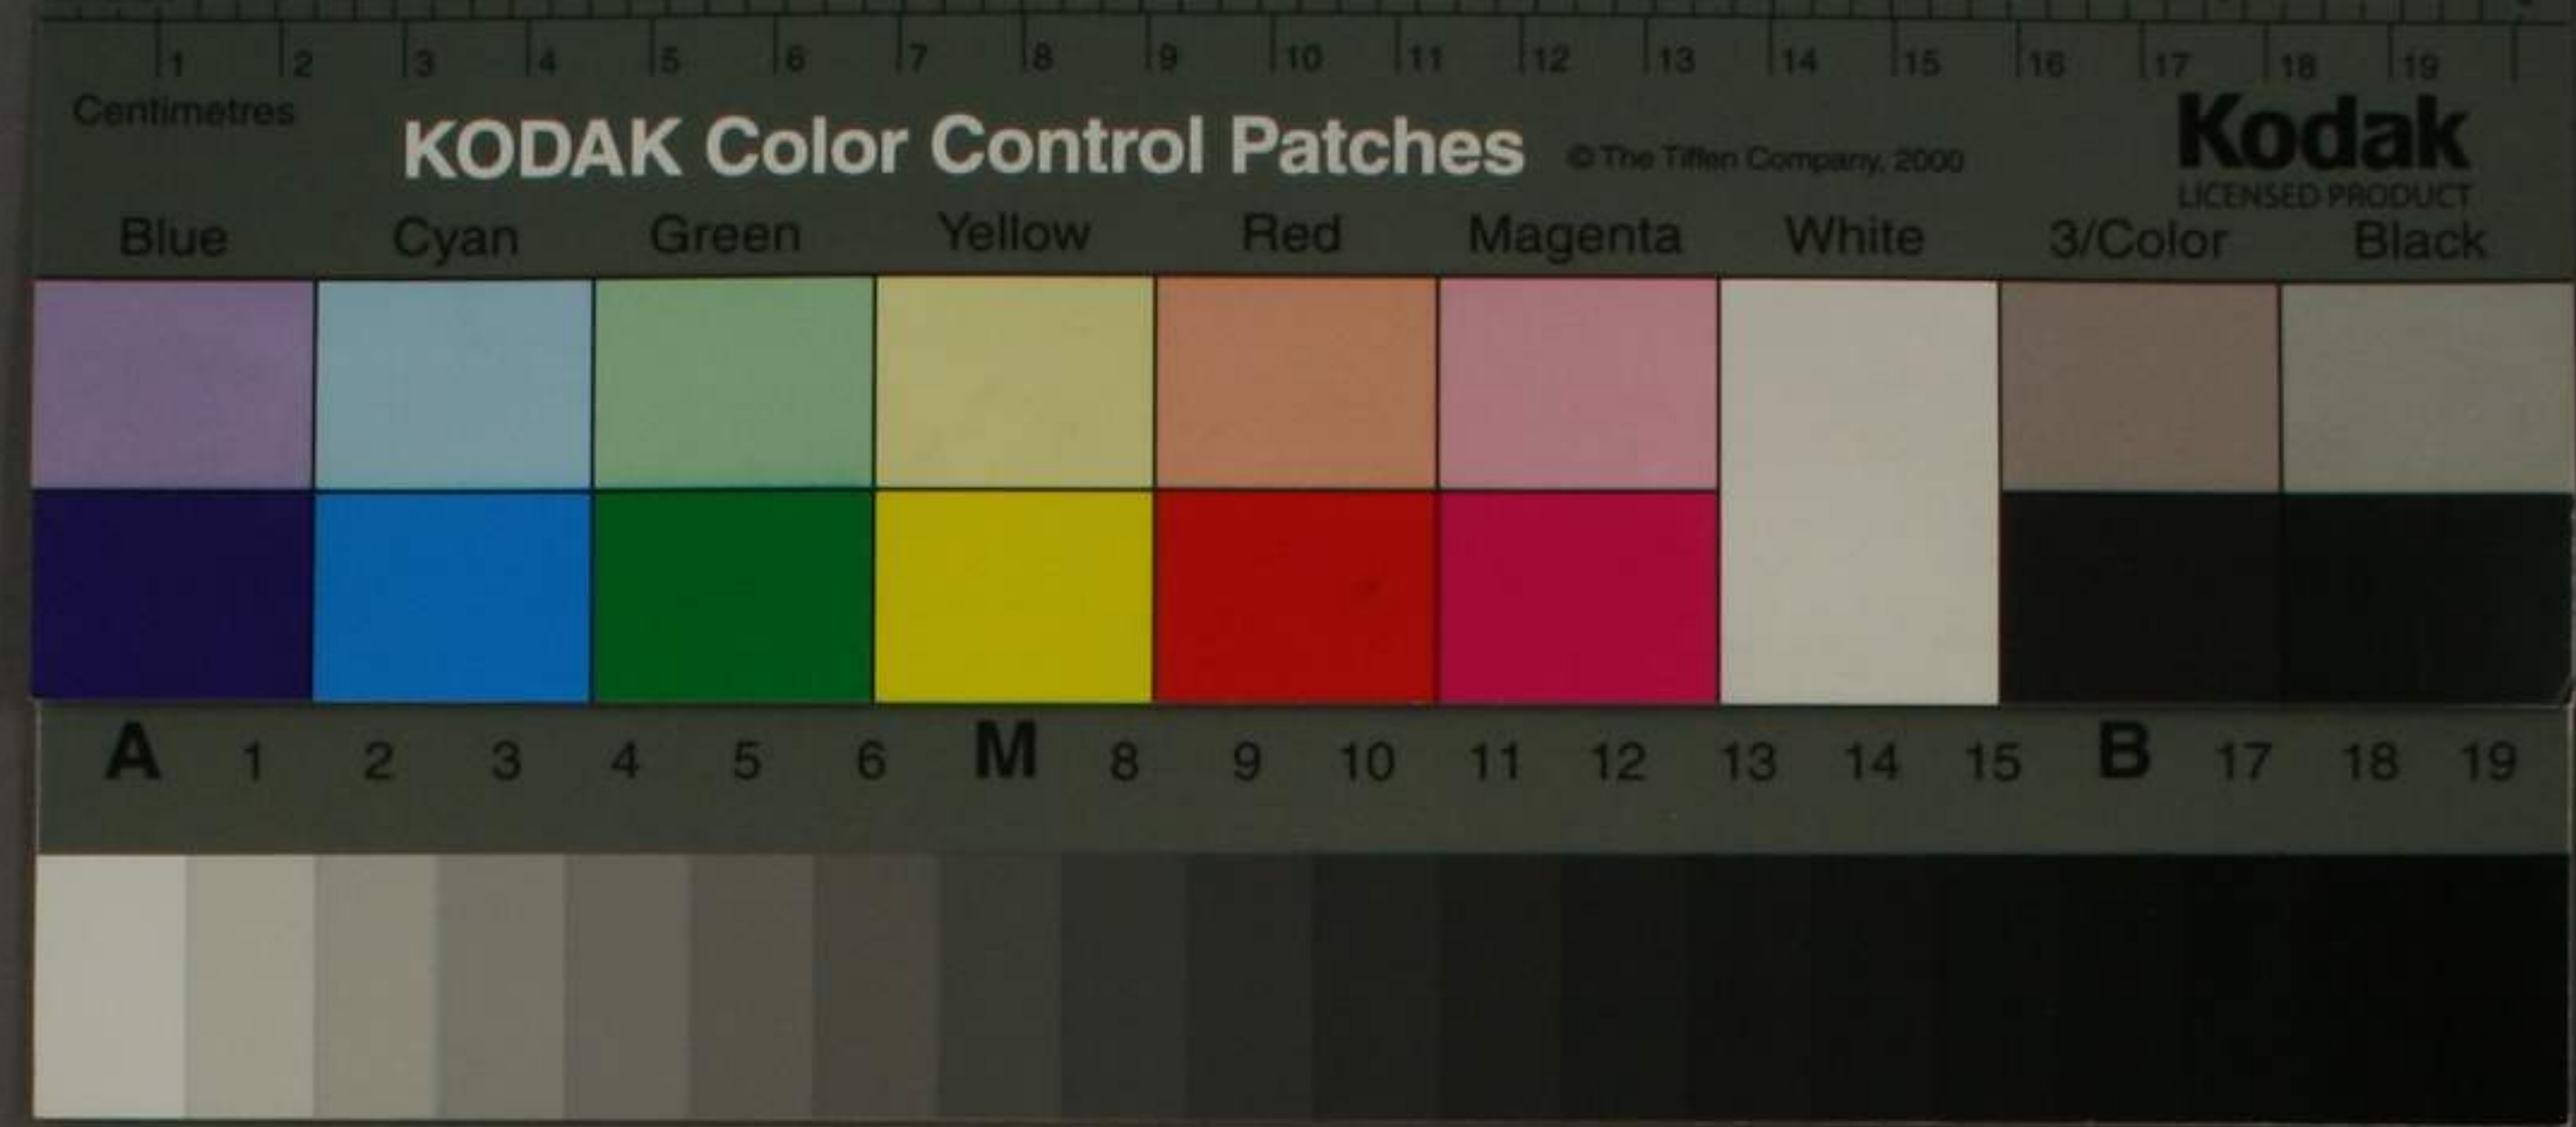 1 2 3 4 5 6 7 8 9 10 11 12 13 14 15 16 17 18 19
Centimetres
KODAK Color Control Patches © The Tiffen Company, 2000
Kodak
LICENSED PRODUCT
Blue Cyan Green Yellow Red Magenta White 3/Color Black
A 1 2 3 4 5 6 M 8 9 10 11 12 13 14 15 B 17 18 19